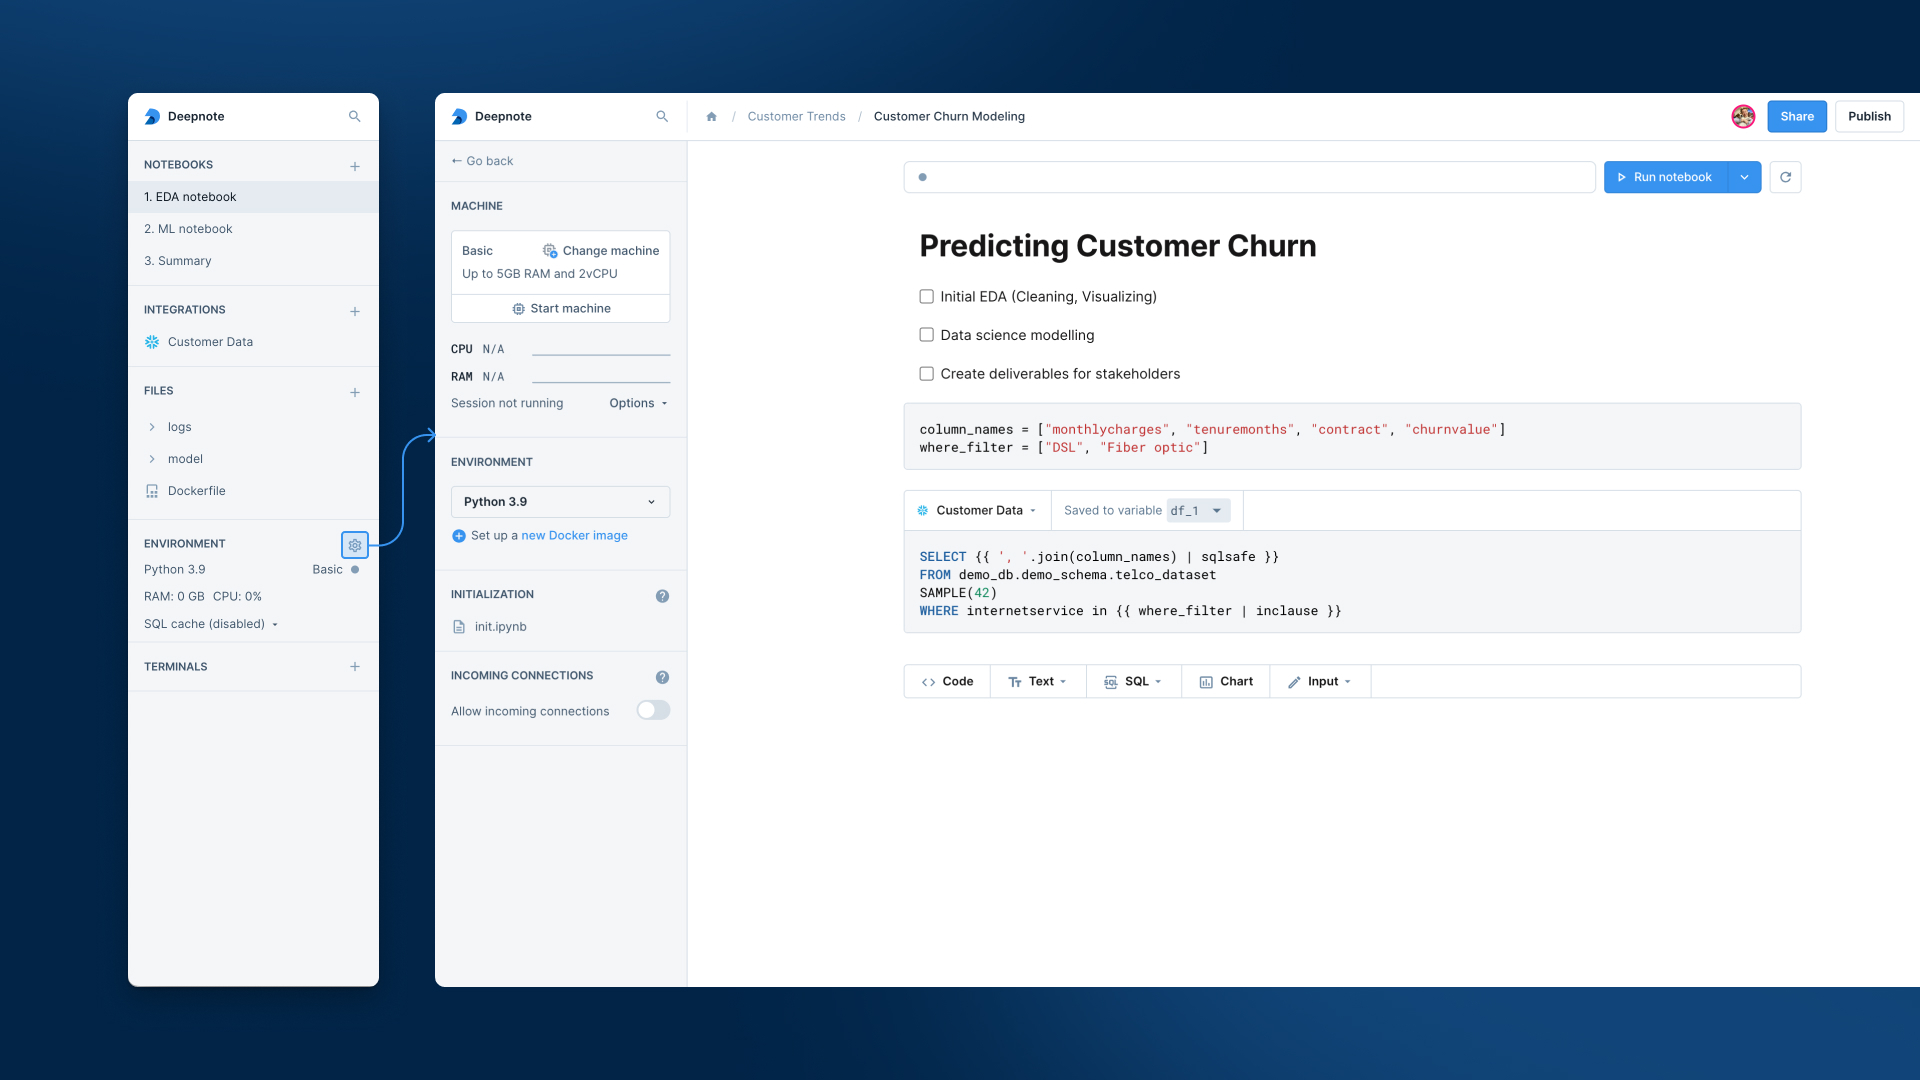 Deepnote
NOTEBOOKS
1. EDA notebook
2. ML notebook
3. Summary
INTEGRATIONS
Customer Data
FILES
logs
model
Dockerfile
ENVIRONMENT
Python 3.9 Basic
RAM: 0 GB CPU: 0%
SQL cache (disabled)
TERMINALS
Deepnote
← Go back
MACHINE
Basic Change machine
Up to 5GB RAM and 2vCPU
Start machine
CPU N/A
RAM N/A
Session not running Options
ENVIRONMENT
Python 3.9
Set up a new Docker image
INITIALIZATION
init.ipynb
INCOMING CONNECTIONS
Allow incoming connections
/ Customer Trends / Customer Churn Modeling
Share Publish
Run notebook
Predicting Customer Churn
Initial EDA (Cleaning, Visualizing)
Data science modelling
Create deliverables for stakeholders
column_names = ["monthlycharges", "tenuremonths", "contract", "churnvalue"]
where_filter = ["DSL", "Fiber optic"]
Customer Data Saved to variable df_1
SELECT {{ ', '.join(column_names) | sqlsafe }}
FROM demo_db.demo_schema.telco_dataset
SAMPLE(42)
WHERE internetservice in {{ where_filter | inclause }}
<> Code Tт Text SQL SQL Chart Input